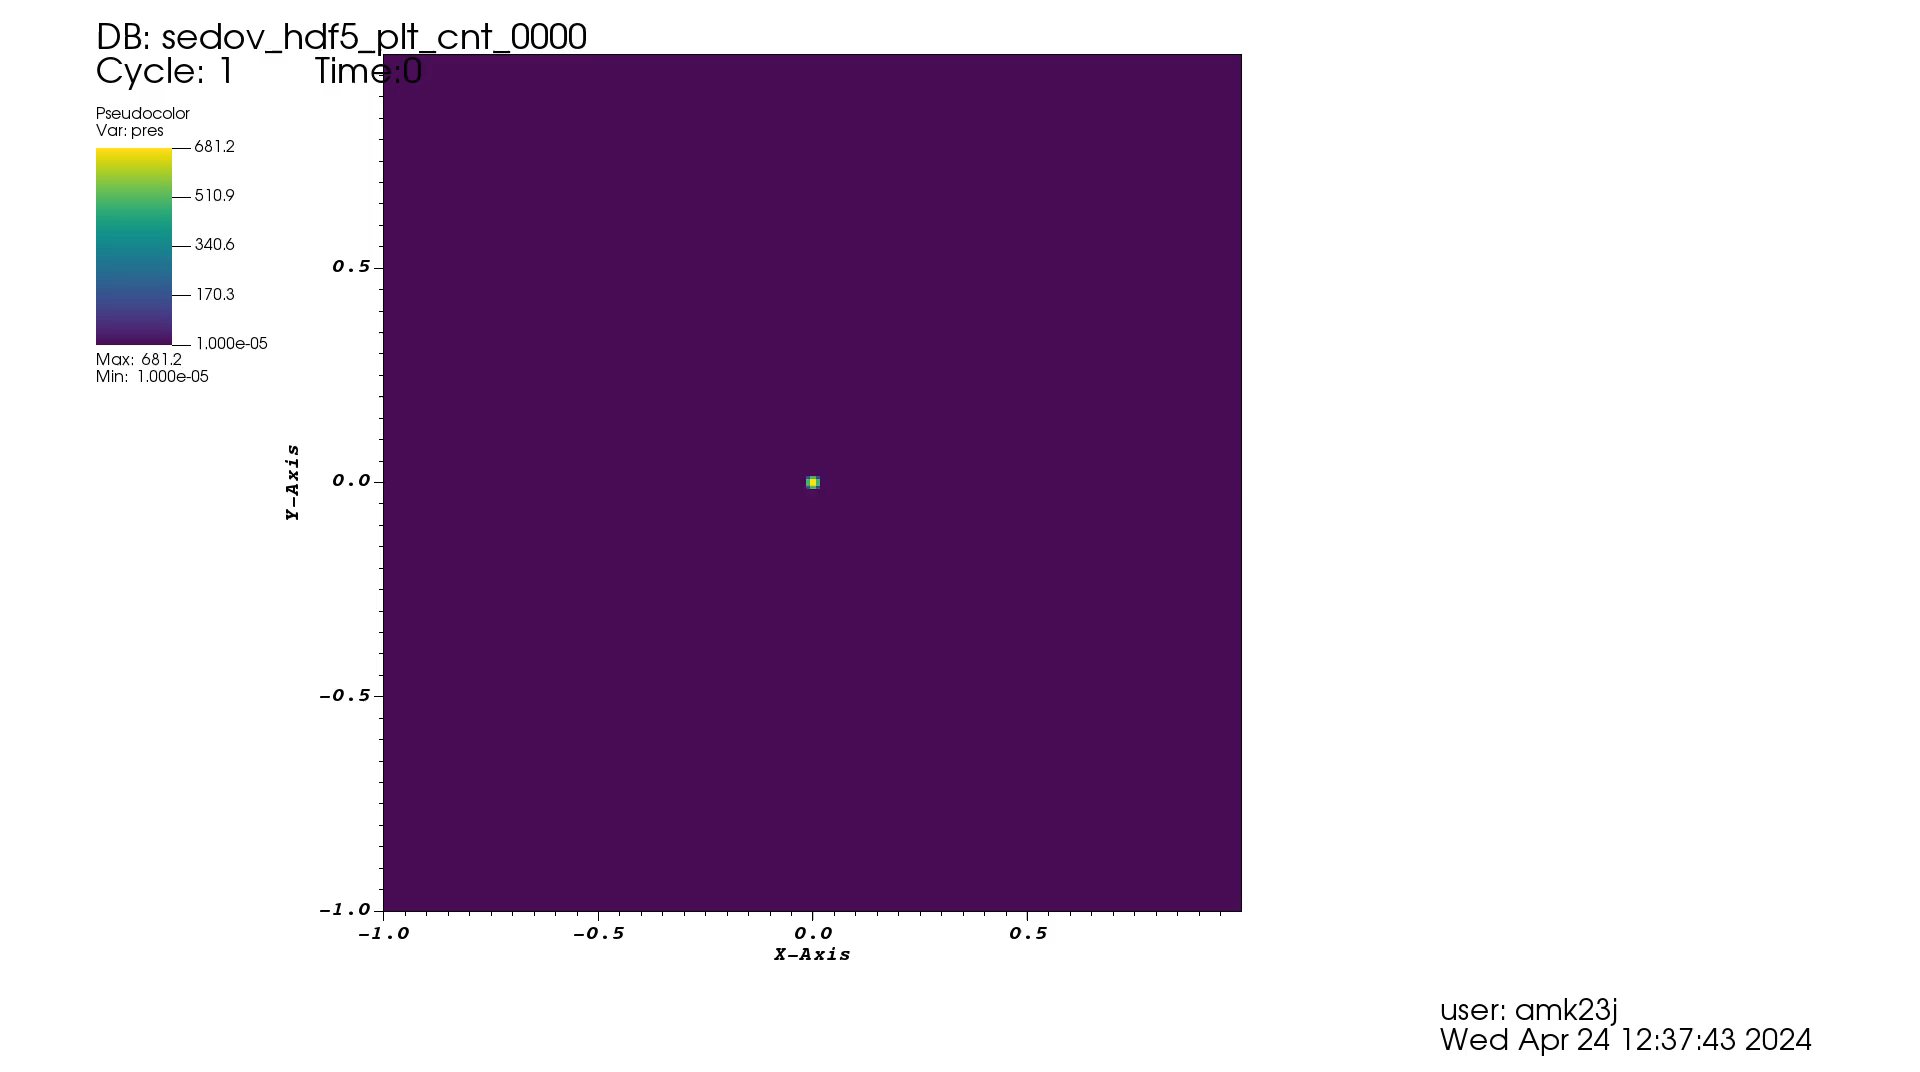 DB: sedov_hdf5_plt_cnt_0000
Cycle: 1 Time:0
Pseudocolor
Var: pres
681.2
510.9
340.6
170.3
1.000e-05
Max: 681.2
Min: 1.000e-05
0.5
0.0
-0.5
-1.0
Y-Axis
-1.0 -0.5 0.0 0.5
X-Axis
user: amk23j
Wed Apr 24 12:37:43 2024